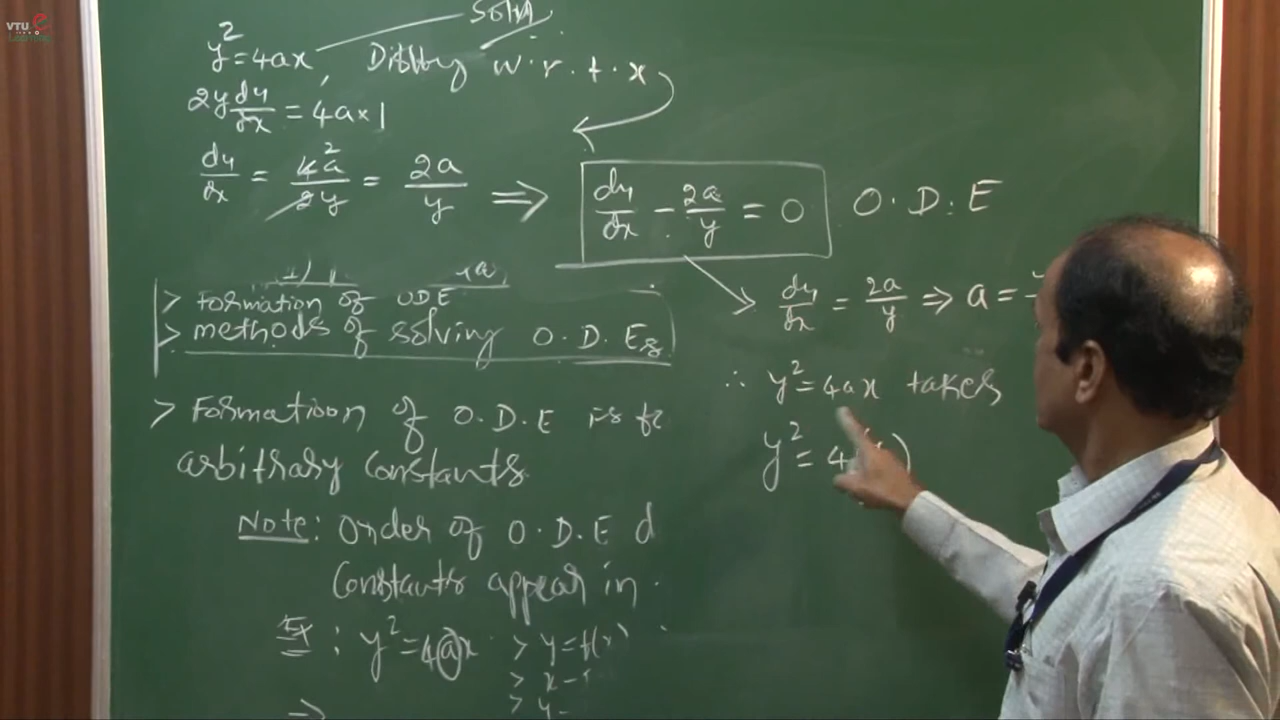 VTU e
Learning
Soln
y² = 4ax, Diffby w.r.t.x
2y dy/dx = 4a×1
dy/dx = 4a/2y = 2a/y ⇒ dy/dx - 2a/y = 0 O.D.E
> Formation of ODE
> methods of solving O.D.Es
dy/dx = 2a/y ⇒ a =
∴ y² = 4ax takes
y² = 4( )
> Formation of O.D.E is
arbitrary constants.
Note: Order of O.D.E d
Constants appear in
Ex: y² = 4ax > y = f(x)
> x -
> y -
⇒